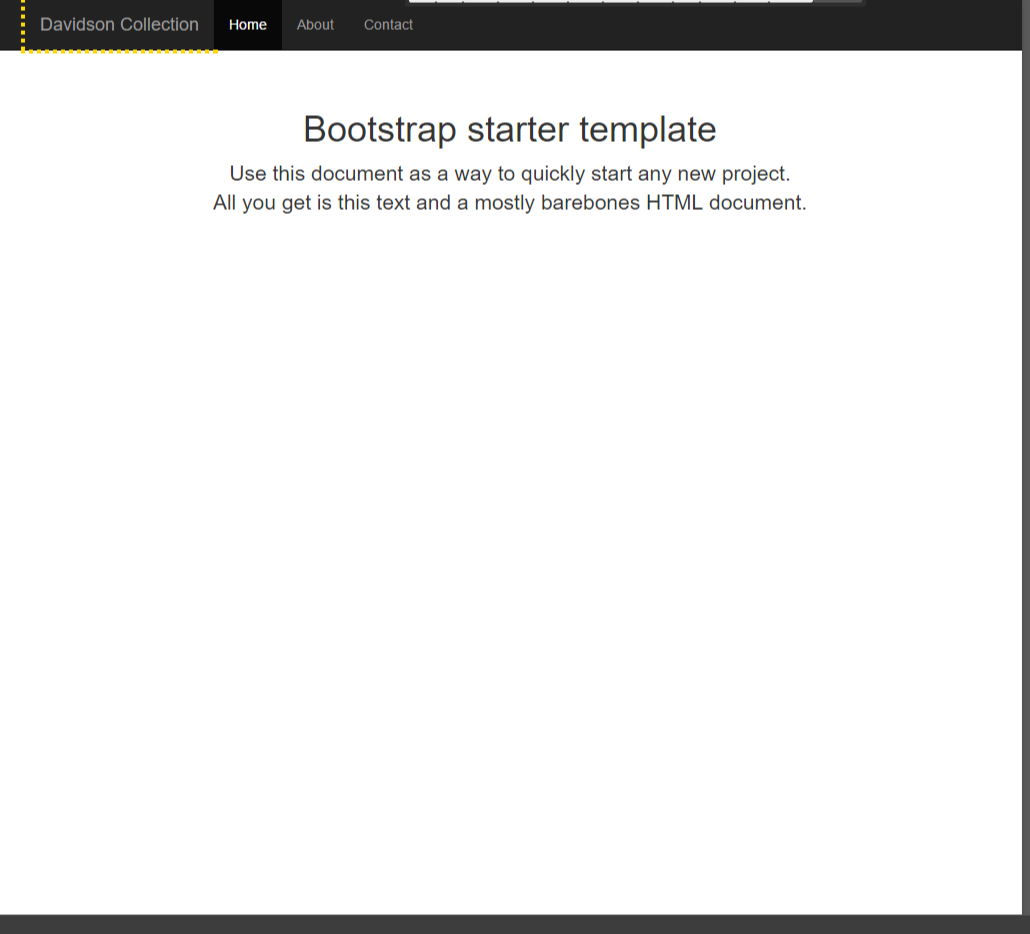 Davidson Collection Home About Contact
Bootstrap starter template
Use this document as a way to quickly start any new project.
All you get is this text and a mostly barebones HTML document.